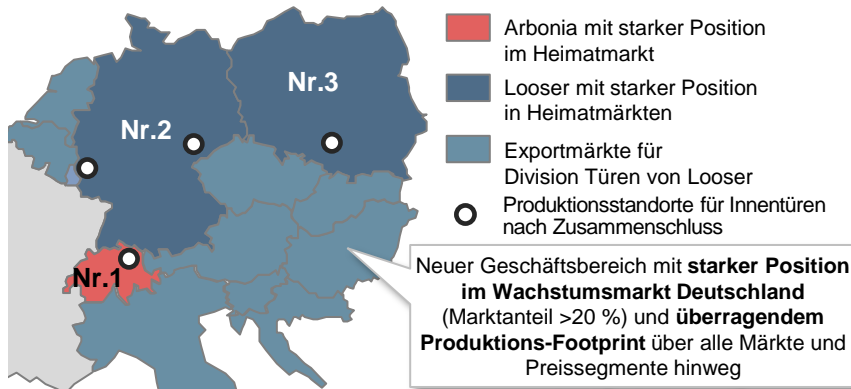 Arbonia mit starker Position
im Heimatmarkt
Looser mit starker Position
in Heimatmärkten
Exportmärkte für
Division Türen von Looser
Produktionsstandorte für Innentüren
nach Zusammenschluss
Nr.3
Nr.2
Nr.1
Neuer Geschäftsbereich mit starker Position
im Wachstumsmarkt Deutschland
(Marktanteil >20 %) und überragendem
Produktions-Footprint über alle Märkte und
Preissegmente hinweg